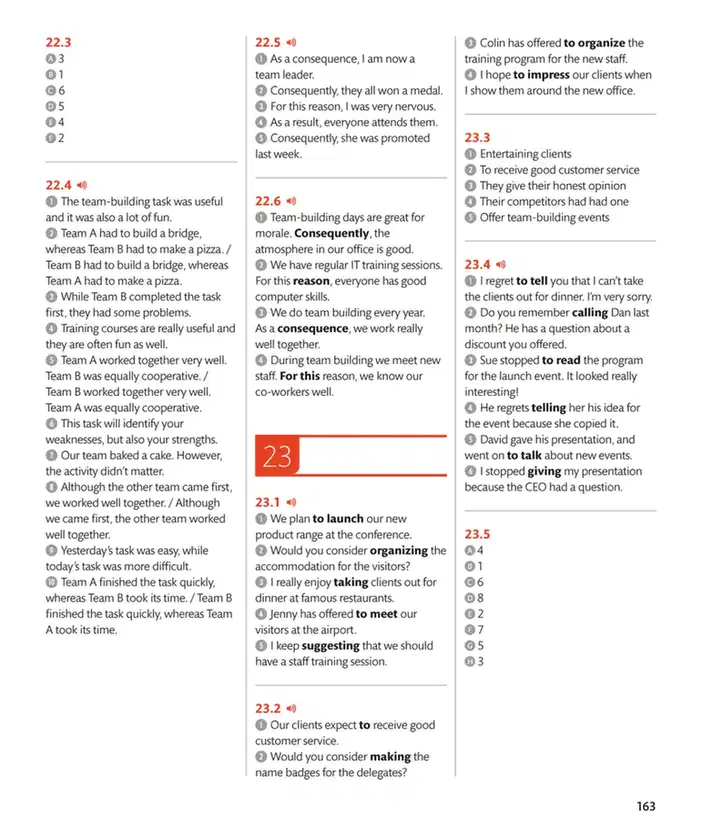 22.3
A 3
B 1
C 6
D 5
E 4
F 2
22.4
1 The team-building task was useful
and it was also a lot of fun.
2 Team A had to build a bridge,
whereas Team B had to make a pizza. /
Team B had to build a bridge, whereas
Team A had to make a pizza.
3 While Team B completed the task
first, they had some problems.
4 Training courses are really useful and
they are often fun as well.
5 Team A worked together very well.
Team B was equally cooperative. /
Team B worked together very well.
Team A was equally cooperative.
6 This task will identify your
weaknesses, but also your strengths.
7 Our team baked a cake. However,
the activity didn't matter.
8 Although the other team came first,
we worked well together. / Although
we came first, the other team worked
well together.
9 Yesterday's task was easy, while
today's task was more difficult.
10 Team A finished the task quickly,
whereas Team B took its time. / Team B
finished the task quickly, whereas Team
A took its time.
22.5
1 As a consequence, I am now a
team leader.
2 Consequently, they all won a medal.
3 For this reason, I was very nervous.
4 As a result, everyone attends them.
5 Consequently, she was promoted
last week.
22.6
1 Team-building days are great for
morale. Consequently, the
atmosphere in our office is good.
2 We have regular IT training sessions.
For this reason, everyone has good
computer skills.
3 We do team building every year.
As a consequence, we work really
well together.
4 During team building we meet new
staff. For this reason, we know our
co-workers well.
23
23.1
1 We plan to launch our new
product range at the conference.
2 Would you consider organizing the
accommodation for the visitors?
3 I really enjoy taking clients out for
dinner at famous restaurants.
4 Jenny has offered to meet our
visitors at the airport.
5 I keep suggesting that we should
have a staff training session.
23.2
1 Our clients expect to receive good
customer service.
2 Would you consider making the
name badges for the delegates?
3 Colin has offered to organize the
training program for the new staff.
4 I hope to impress our clients when
I show them around the new office.
23.3
1 Entertaining clients
2 To receive good customer service
3 They give their honest opinion
4 Their competitors had had one
5 Offer team-building events
23.4
1 I regret to tell you that I can't take
the clients out for dinner. I'm very sorry.
2 Do you remember calling Dan last
month? He has a question about a
discount you offered.
3 Sue stopped to read the program
for the launch event. It looked really
interesting!
4 He regrets telling her his idea for
the event because she copied it.
5 David gave his presentation, and
went on to talk about new events.
6 I stopped giving my presentation
because the CEO had a question.
23.5
A 4
B 1
C 6
D 8
E 2
F 7
G 5
H 3
163